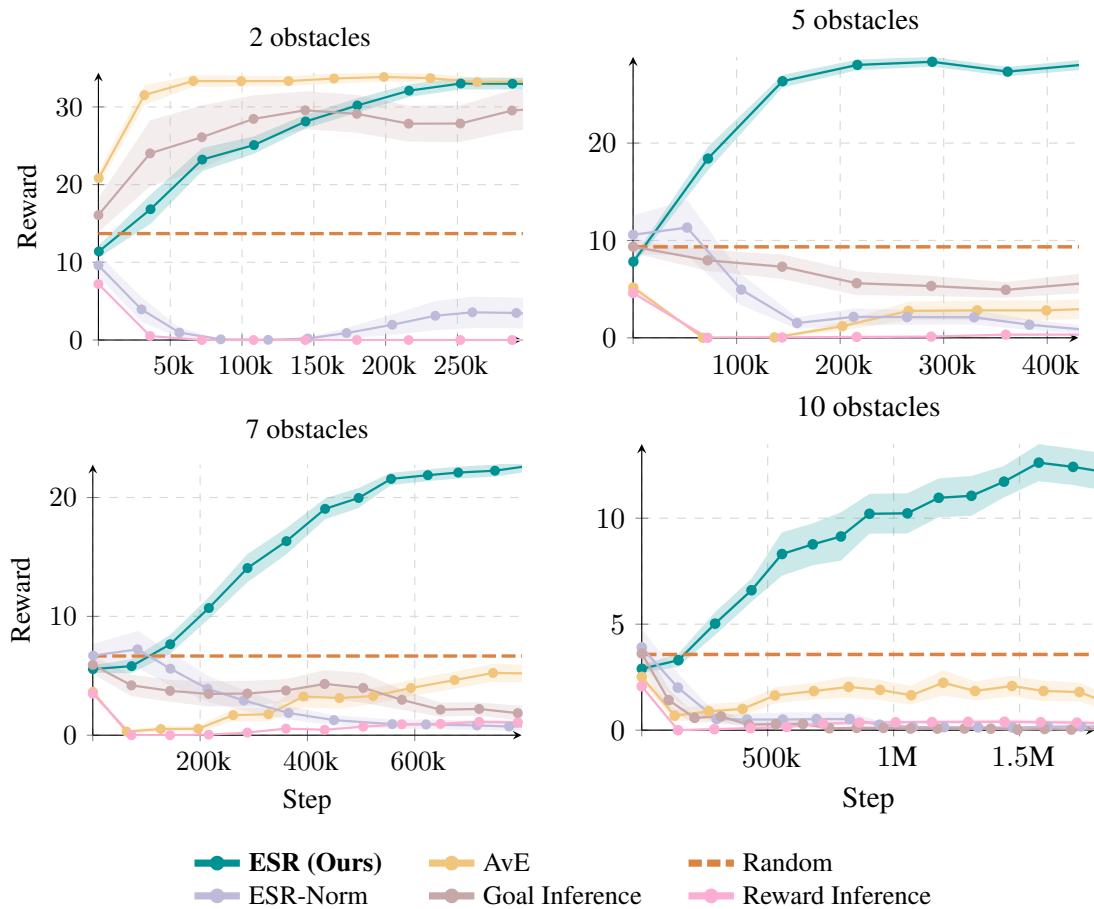 2 obstacles
Reward
30
20
10
0
50k 100k 150k 200k 250k
5 obstacles
20
10
0
100k 200k 300k 400k
7 obstacles
Reward
20
10
0
200k 400k 600k
Step
10 obstacles
10
5
0
500k 1M 1.5M
Step
ESR (Ours) AvE Random
ESR-Norm Goal Inference Reward Inference